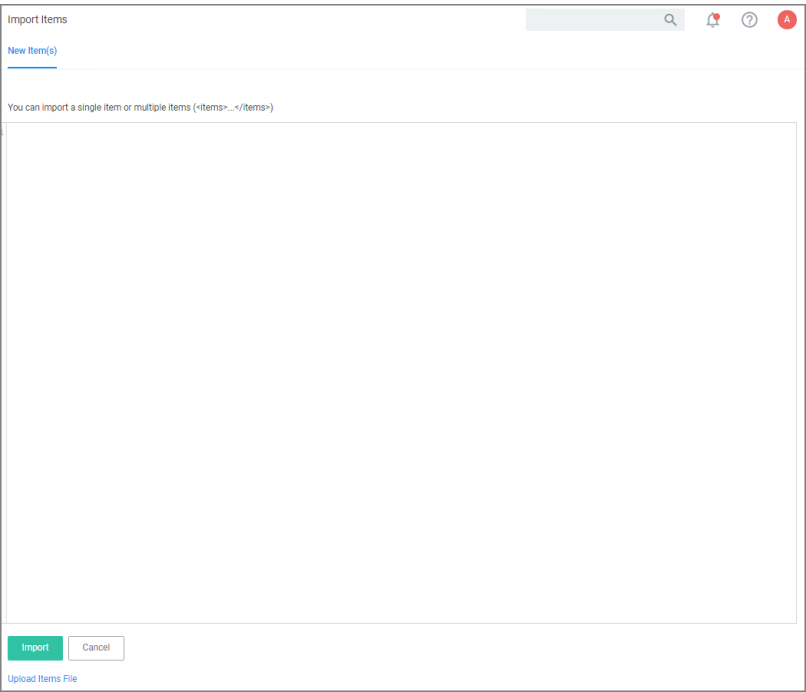 Import Items
A
New Item(s)
You can import a single item or multiple items (<items>...</items>)
Import
Cancel
Upload Items File